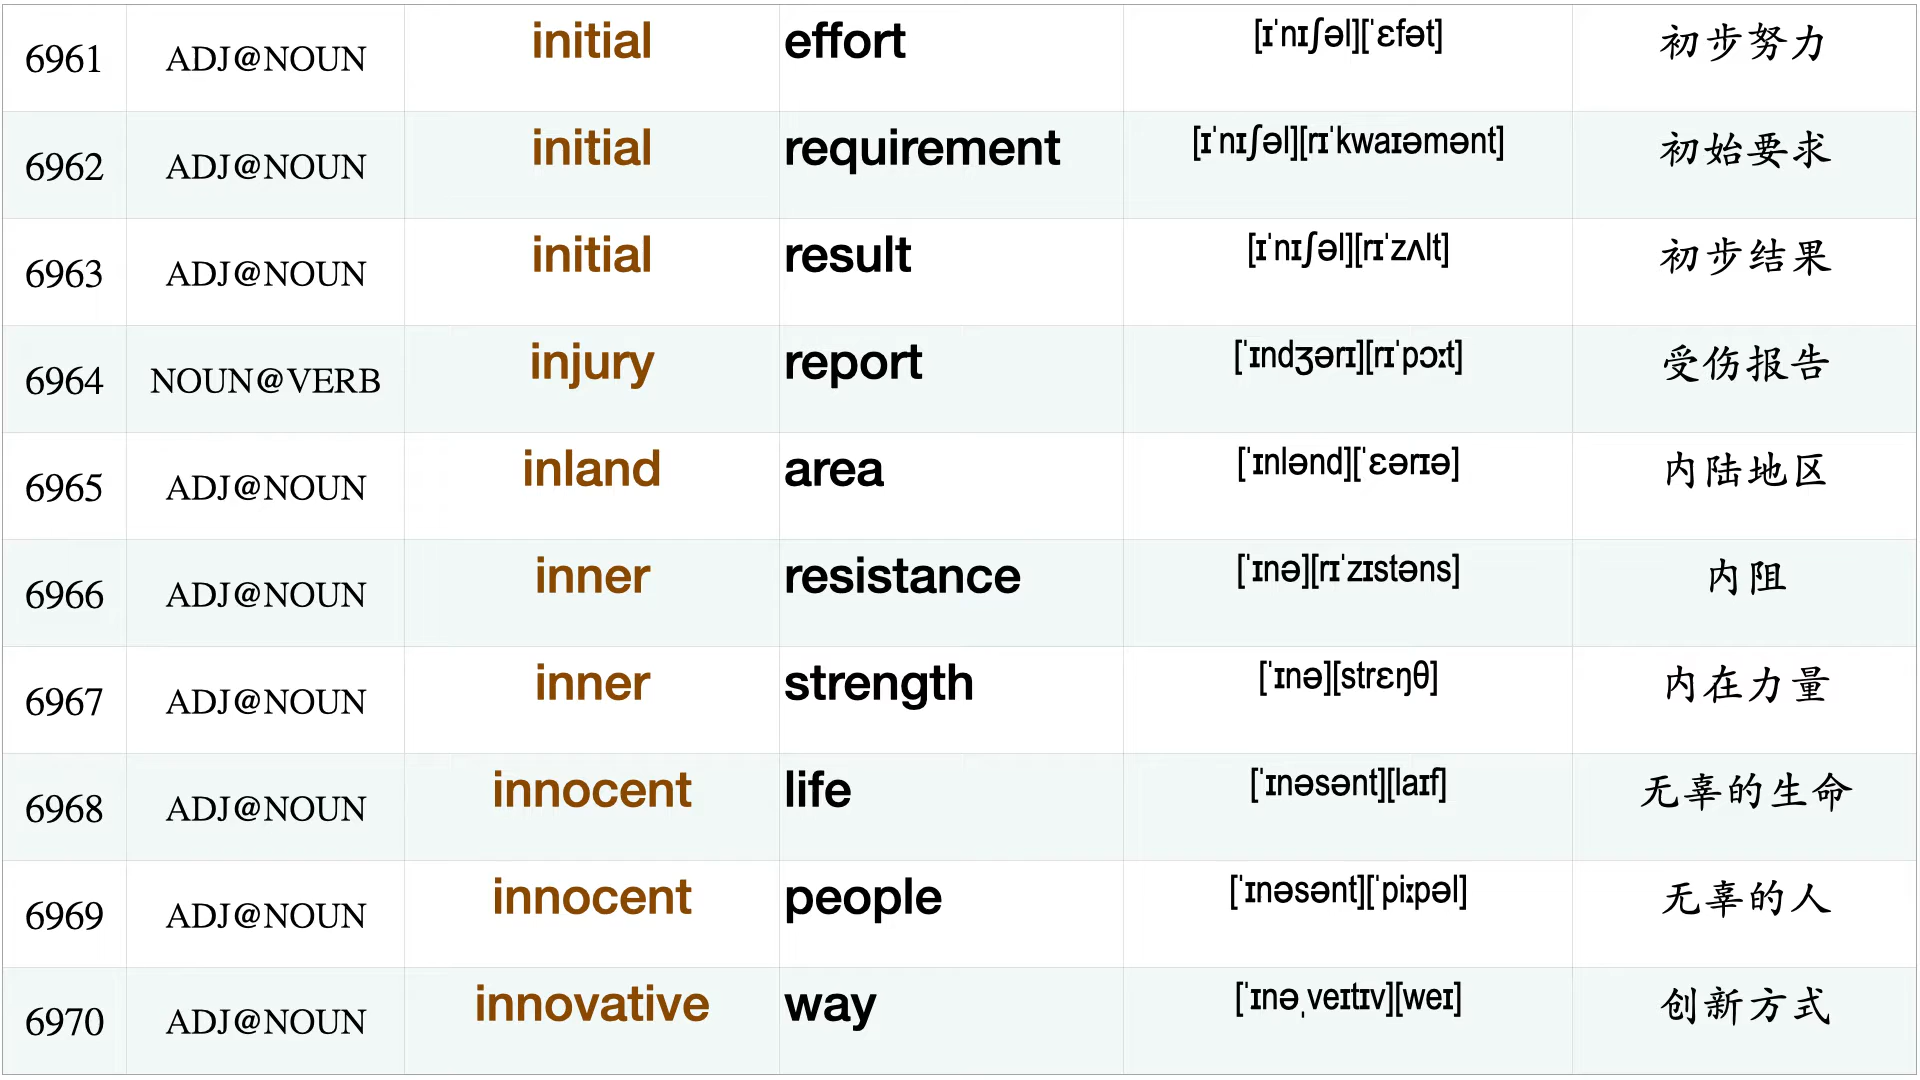 6961 ADJ@NOUN initial effort [ɪˈnɪʃəl][ˈɛfət] 初步努力
6962 ADJ@NOUN initial requirement [ɪˈnɪʃəl][rɪˈkwaɪəmənt] 初始要求
6963 ADJ@NOUN initial result [ɪˈnɪʃəl][rɪˈzʌlt] 初步结果
6964 NOUN@VERB injury report [ˈɪndʒərɪ][rɪˈpɔːt] 受伤报告
6965 ADJ@NOUN inland area [ˈɪnlənd][ˈɛərɪə] 内陆地区
6966 ADJ@NOUN inner resistance [ˈɪnə][rɪˈzɪstəns] 内阻
6967 ADJ@NOUN inner strength [ˈɪnə][strɛŋθ] 内在力量
6968 ADJ@NOUN innocent life [ˈɪnəsənt][laɪf] 无辜的生命
6969 ADJ@NOUN innocent people [ˈɪnəsənt][ˈpiːpəl] 无辜的人
6970 ADJ@NOUN innovative way [ˈɪnəˌveɪtɪv][weɪ] 创新方式